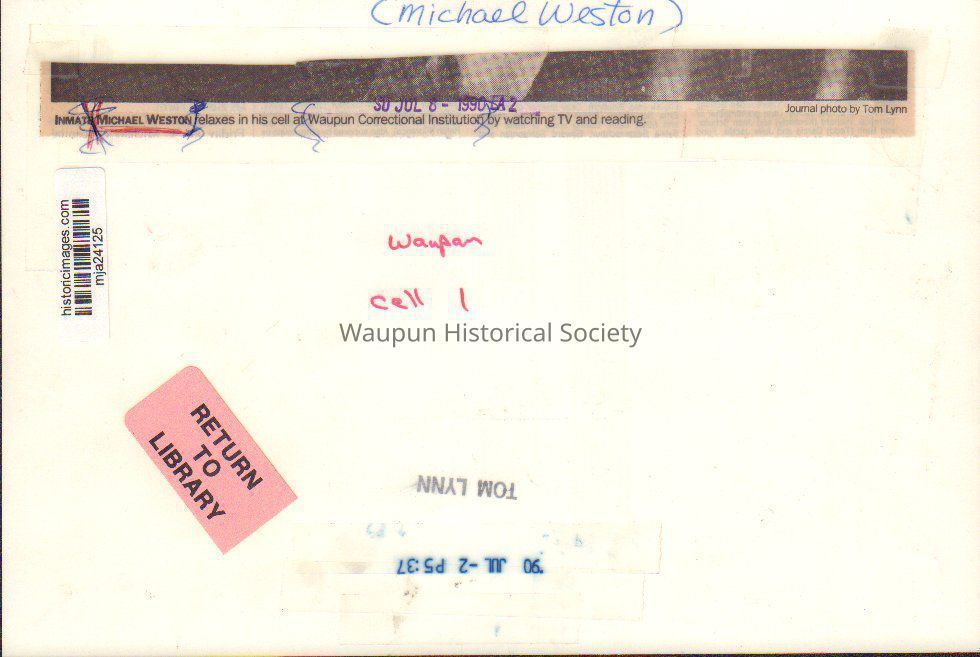 (Michael Weston)
SU JUL 8 - 1990 SA 2
Journal photo by Tom Lynn
INMATE MICHAEL WESTON relaxes in his cell at Waupun Correctional Institution by watching TV and reading.
historicimages.com
mja24125
Waupan
cell 1
Waupun Historical Society
RETURN
TO
LIBRARY
TOM LYNN
'90 JUL -2 P5:37